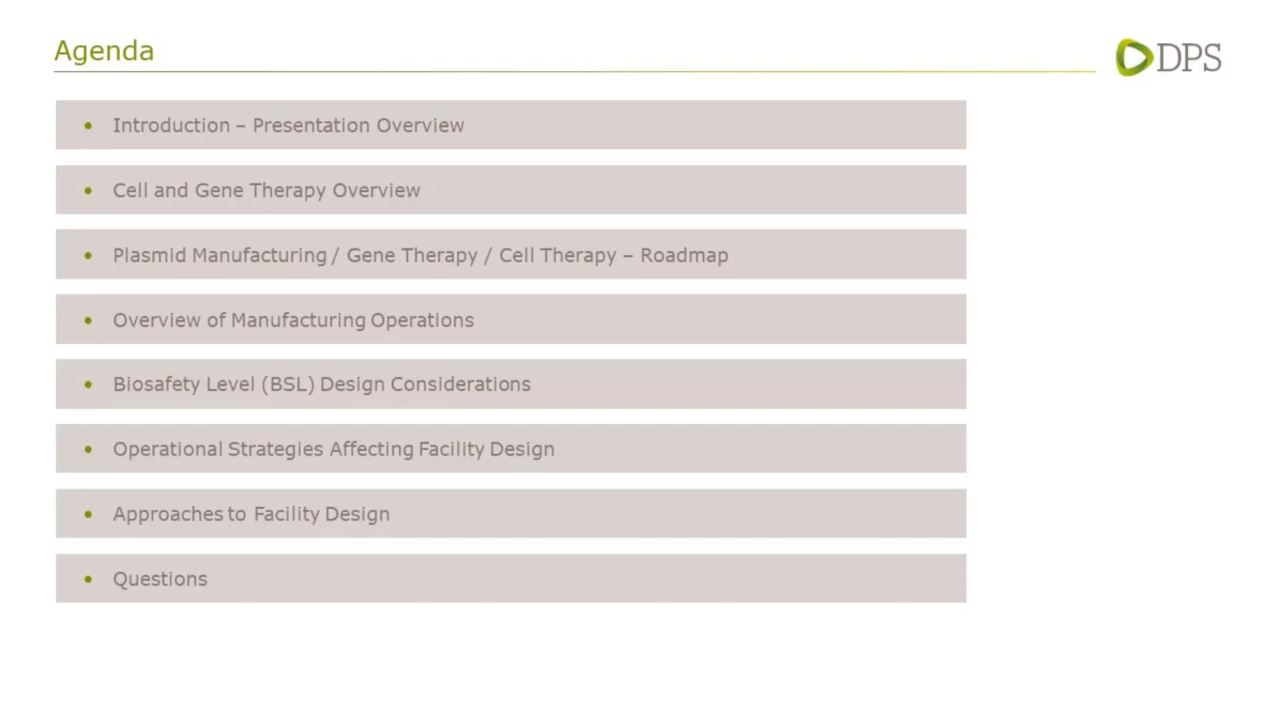 Agenda
DPS
• Introduction – Presentation Overview
• Cell and Gene Therapy Overview
• Plasmid Manufacturing / Gene Therapy / Cell Therapy – Roadmap
• Overview of Manufacturing Operations
• Biosafety Level (BSL) Design Considerations
• Operational Strategies Affecting Facility Design
• Approaches to Facility Design
• Questions